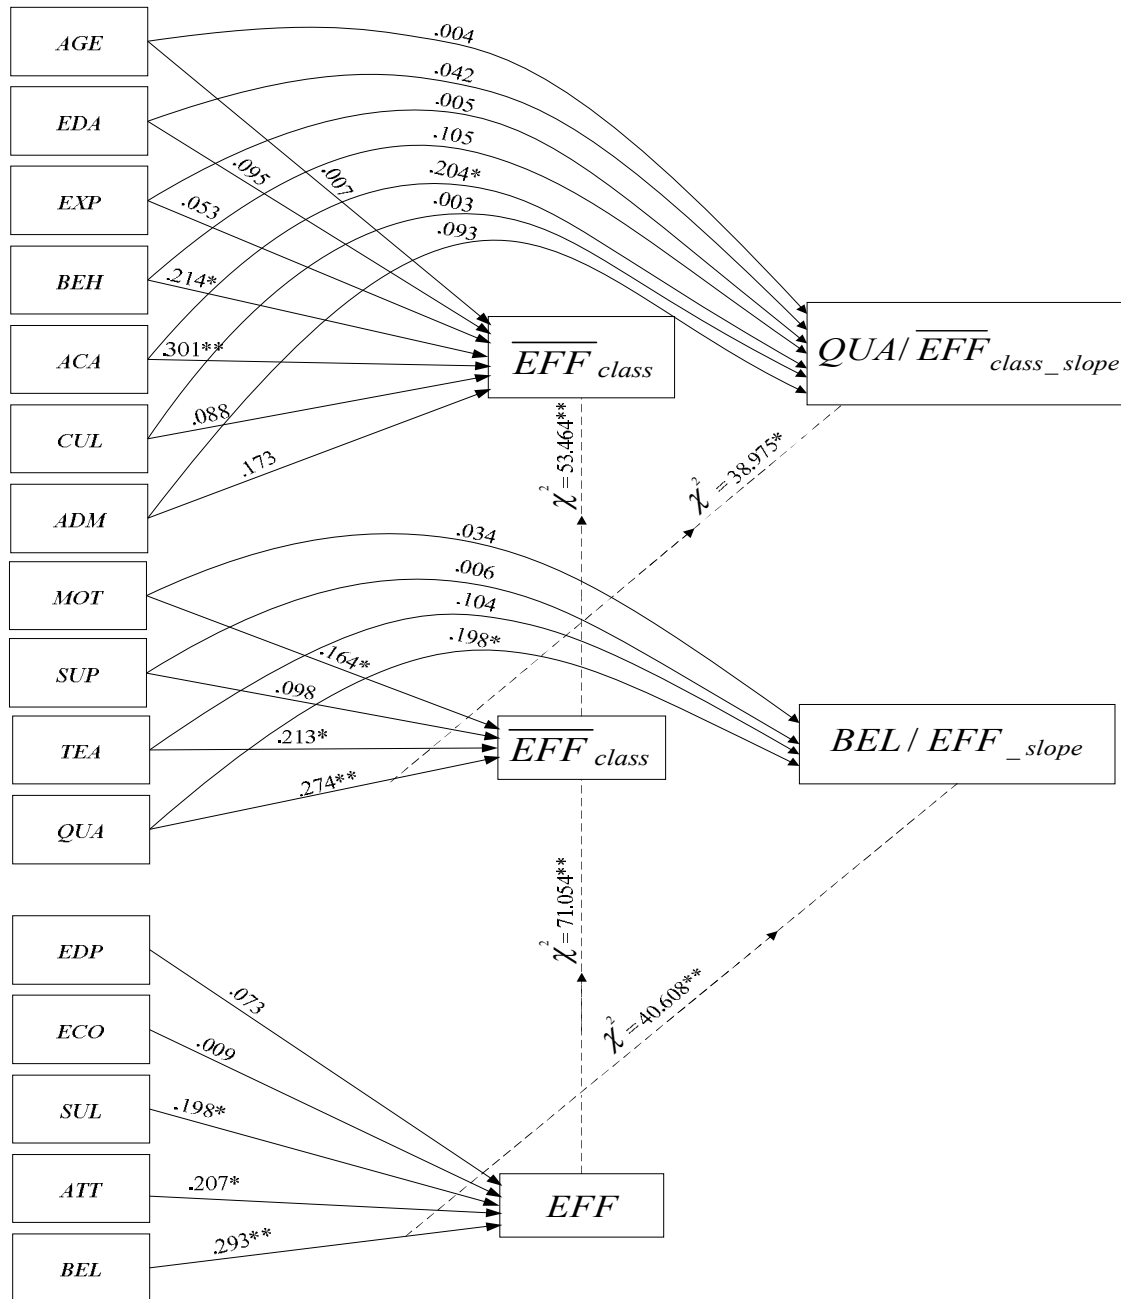 AGE
EDA
EXP
BEH
ACA
CUL
ADM
MOT
SUP
TEA
QUA
EDP
ECO
SUL
ATT
BEL
.004
.042
.005
.105
.204*
.003
.093
.007
.095
.053
.214*
.301**
.088
.173
EFF class
QUA/ EFF class_slope
χ² = 53.464**
χ² = 38.975*
.034
.006
.104
.198*
.164*
.098
.213*
.274**
EFF class
BEL / EFF _slope
χ² = 71.054**
χ² = 40.608**
.073
.009
.198*
.207*
.293**
EFF